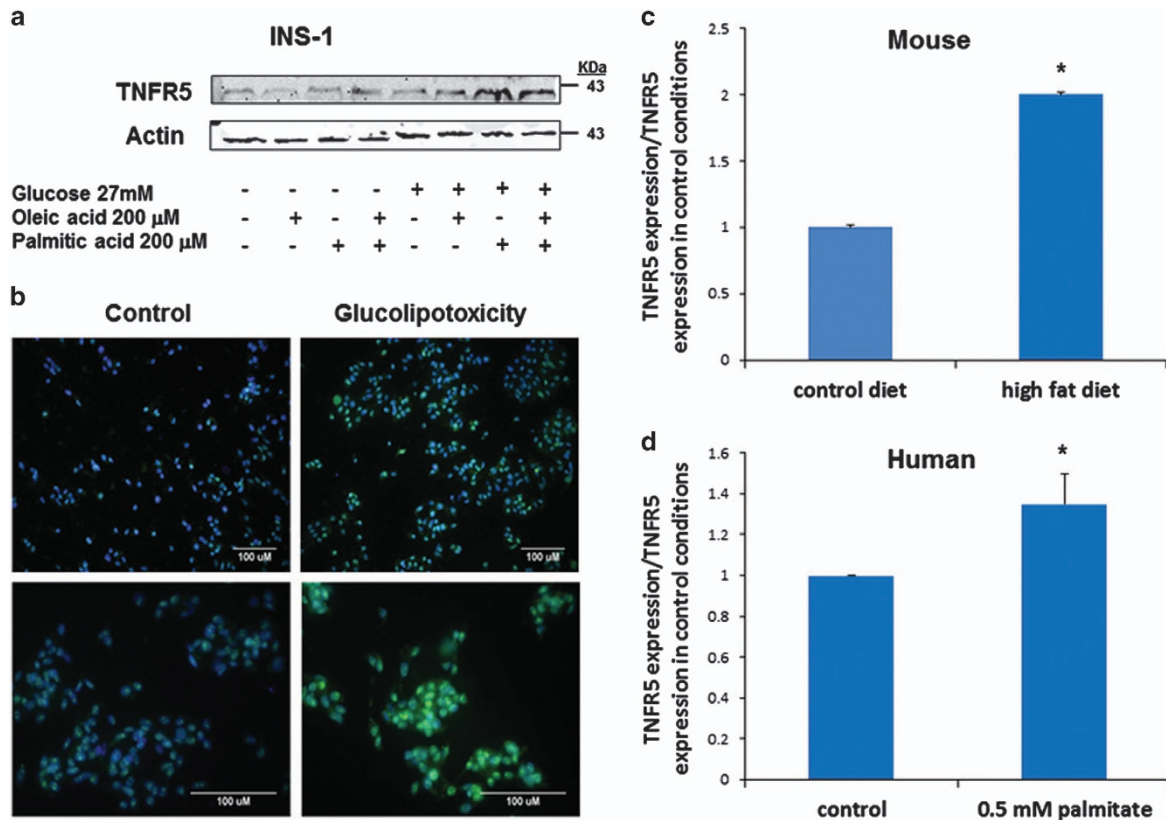 a
INS-1
KDa
TNFR5
43
Actin
43
Glucose 27mM - - - - + + + +
Oleic acid 200 μM - + - + - + - +
Palmitic acid 200 μM - - + + - - + +
b
Control
Glucolipotoxicity
100 uM
100 uM
100 uM
100 uM
c
Mouse
TNFR5 expression/TNFR5
expression in control conditions
2.5
2
1.5
1
0.5
0
*
control diet
high fat diet
d
Human
TNFR5 expression/TNFR5
expression in control conditions
1.6
1.4
1.2
1
0.8
0.6
0.4
0.2
0
*
control
0.5 mM palmitate